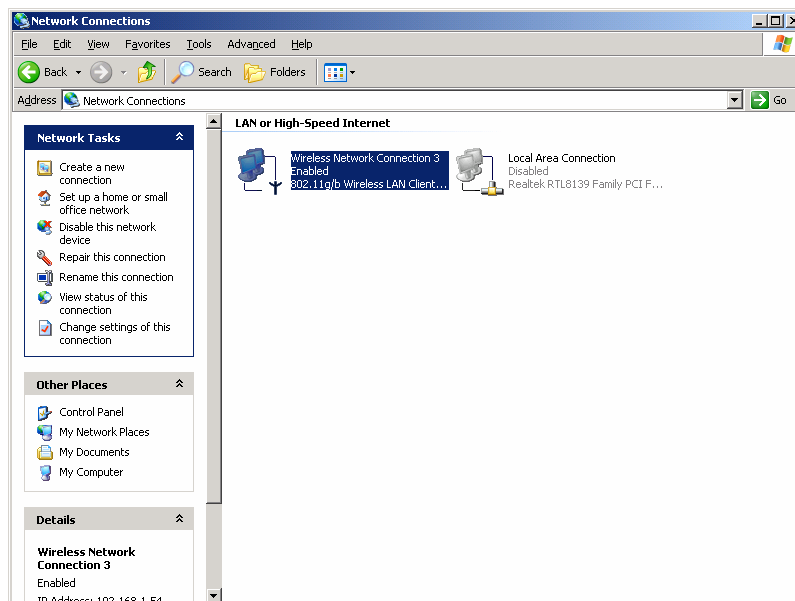 Network Connections
File Edit View Favorites Tools Advanced Help
Back Search Folders
Address Network Connections Go
Network Tasks
Create a new
connection
Set up a home or small
office network
Disable this network
device
Repair this connection
Rename this connection
View status of this
connection
Change settings of this
connection
Other Places
Control Panel
My Network Places
My Documents
My Computer
Details
Wireless Network
Connection 3
Enabled
LAN or High-Speed Internet
Wireless Network Connection 3
Enabled
802.11g/b Wireless LAN Client...
Local Area Connection
Disabled
Realtek RTL8139 Family PCI F...